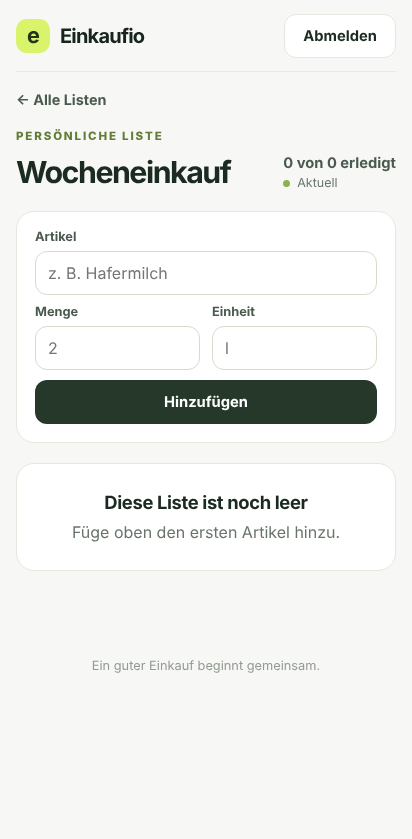 e Einkaufio
Abmelden
← Alle Listen
PERSÖNLICHE LISTE
Wocheneinkauf
0 von 0 erledigt
Aktuell
Artikel
z. B. Hafermilch
Menge
Einheit
2
l
Hinzufügen
Diese Liste ist noch leer
Füge oben den ersten Artikel hinzu.
Ein guter Einkauf beginnt gemeinsam.